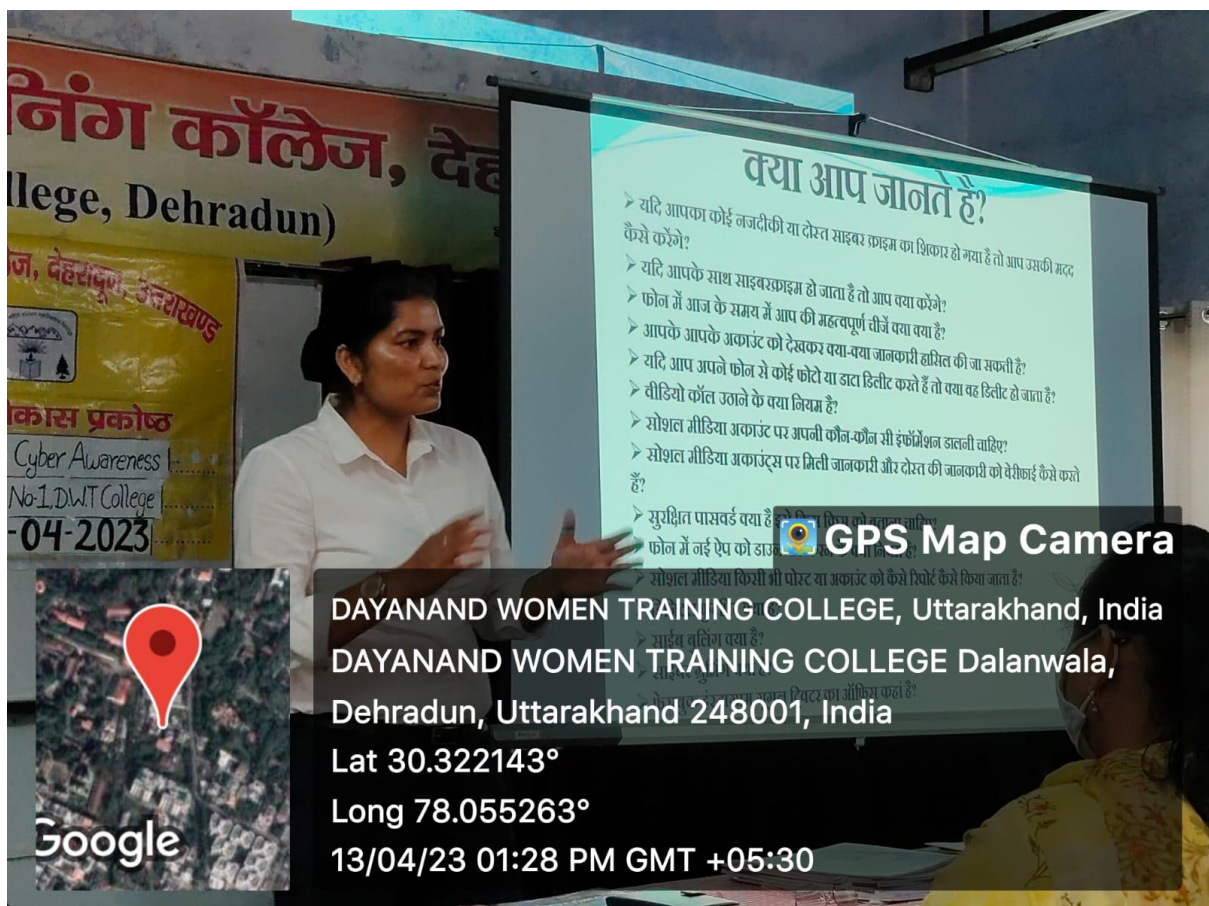 निंग कॉलेज, देह
llege, Dehradun)
ज, देहरादून, उत्तराखण्ड
कास प्रकोष्ठ
Cyber Awareness
No-1, D.W.T College
-04-2023
क्या आप जानते हैं?
➢ यदि आपका कोई नजदीकी या दोस्त साइबर क्राइम का शिकार हो गया है तो आप उसकी मदद
कैसे करेंगे?
➢ यदि आपके साथ साइबरक्राइम हो जाता है तो आप क्या करेंगे?
➢ फोन में आज के समय में आप की महत्वपूर्ण चीजें क्या क्या है?
➢ आपके आपके अकाउंट को देखकर क्या-क्या जानकारी हासिल की जा सकती है?
➢ यदि आप अपने फोन से कोई फोटो या डाटा डिलीट करते हैं तो क्या वह डिलीट हो जाता है?
➢ वीडियो कॉल उठाने के क्या नियम है?
➢ सोशल मीडिया अकाउंट पर अपनी कौन-कौन सी इंफॉर्मेशन डालनी चाहिए?
➢ सोशल मीडिया अकाउंट्स पर मिली जानकारी और दोस्त की जानकारी को वेरीफाई कैसे करते
हैं?
➢ सुरक्षित पासवर्ड क्या है
➢ फोन में नई ऐप को
➢ सोशल मीडिया किसी भी पोस्ट या अकाउंट को कैसे रिपोर्ट कैसे किया जाता है?
➢ साईब बुलिंग क्या है?
का ऑफिस कहां है?
GPS Map Camera
DAYANAND WOMEN TRAINING COLLEGE, Uttarakhand, India
DAYANAND WOMEN TRAINING COLLEGE Dalanwala,
Dehradun, Uttarakhand 248001, India
Lat 30.322143°
Long 78.055263°
13/04/23 01:28 PM GMT +05:30
Google